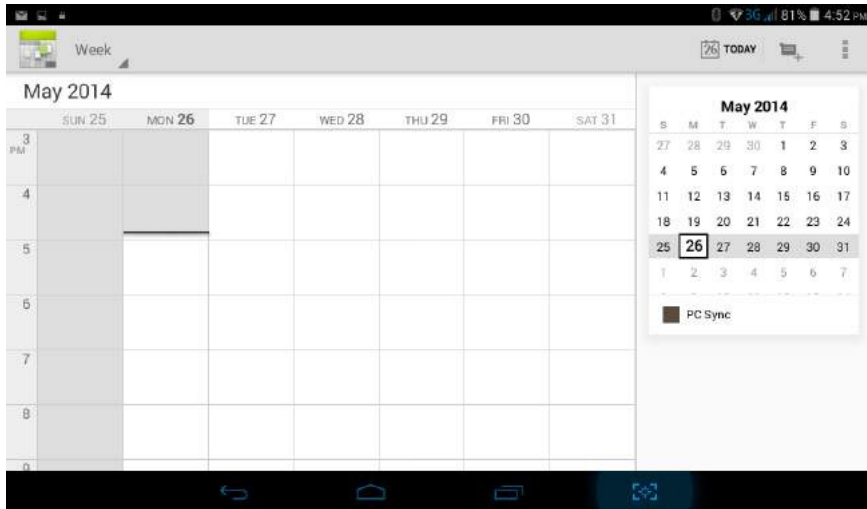 3G 81% 4:52 PM
Week
26 TODAY
May 2014
SUN 25 MON 26 TUE 27 WED 28 THU 29 FRI 30 SAT 31
3
PM
4
5
6
7
8
9
May 2014
S M T W T F S
27 28 29 30 1 2 3
4 5 6 7 8 9 10
11 12 13 14 15 16 17
18 19 20 21 22 23 24
25 26 27 28 29 30 31
1 2 3 4 5 6 7
PC Sync